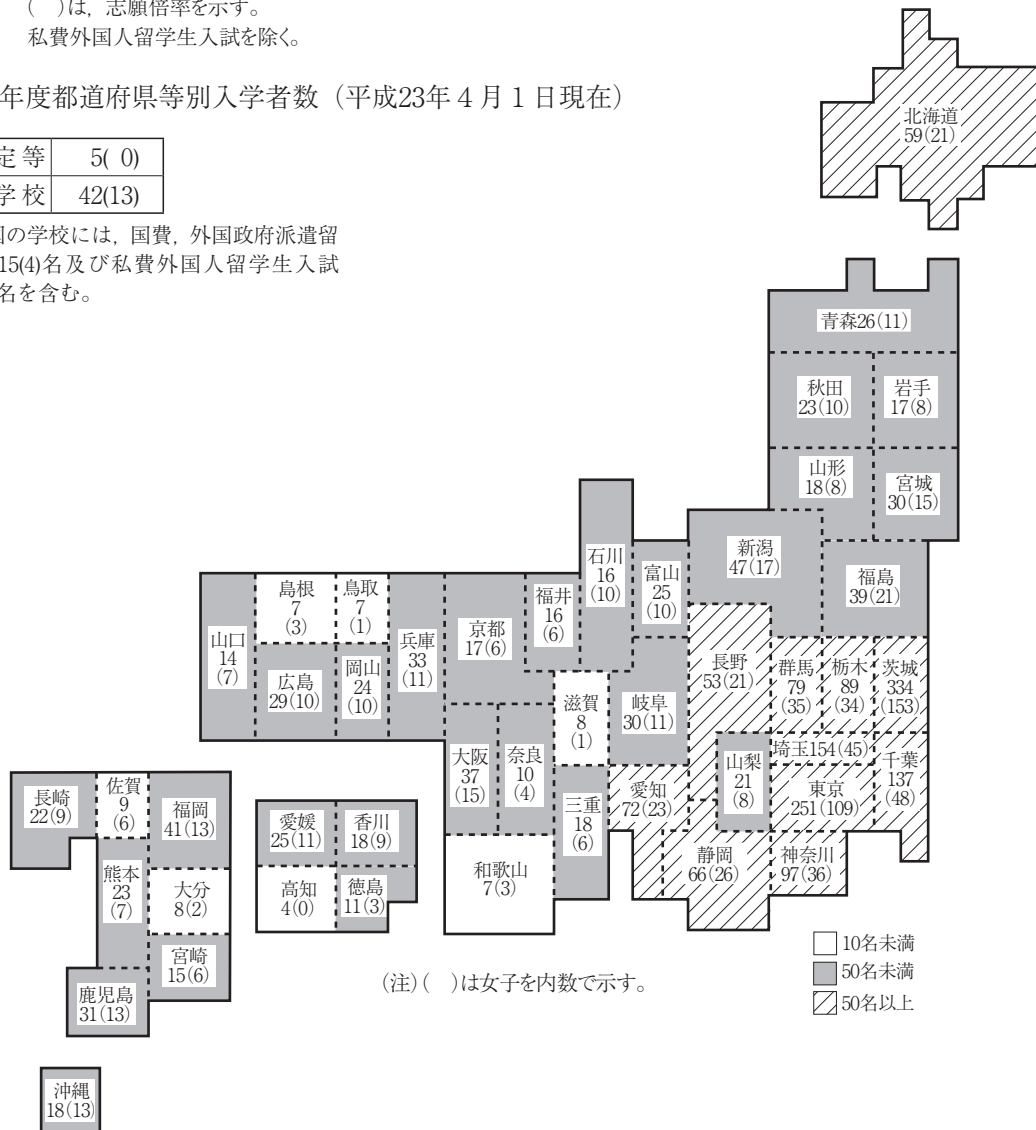 (　)は，志願倍率を示す。
私費外国人留学生入試を除く。
年度都道府県等別入学者数（平成23年４月１日現在）
定 等 5( 0)
学 校 42(13)
の学校には，国費，外国政府派遣留
15(4)名及び私費外国人留学生入試
名を含む。
北海道
59(21)
青森26(11)
秋田
23(10)
岩手
17(8)
山形
18(8)
宮城
30(15)
新潟
47(17)
福島
39(21)
石川
16
(10)
富山
25
(10)
福井
16
(6)
京都
17(6)
兵庫
33
(11)
鳥取
7
(1)
島根
7
(3)
山口
14
(7)
広島
29(10)
岡山
24
(10)
滋賀
8
(1)
岐阜
30(11)
長野
53(21)
群馬
79
(35)
栃木
89
(34)
茨城
334
(153)
埼玉154(45)
千葉
137
(48)
山梨
21
(8)
東京
251(109)
大阪
37
(15)
奈良
10
(4)
三重
18
(6)
愛知
72(23)
静岡
66(26)
神奈川
97(36)
和歌山
7(3)
長崎
22(9)
佐賀
9
(6)
福岡
41(13)
熊本
23
(7)
大分
8(2)
宮崎
15(6)
鹿児島
31(13)
愛媛
25(11)
香川
18(9)
高知
4(0)
徳島
11(3)
沖縄
18(13)
10名未満
50名未満
50名以上
(注)(　)は女子を内数で示す。